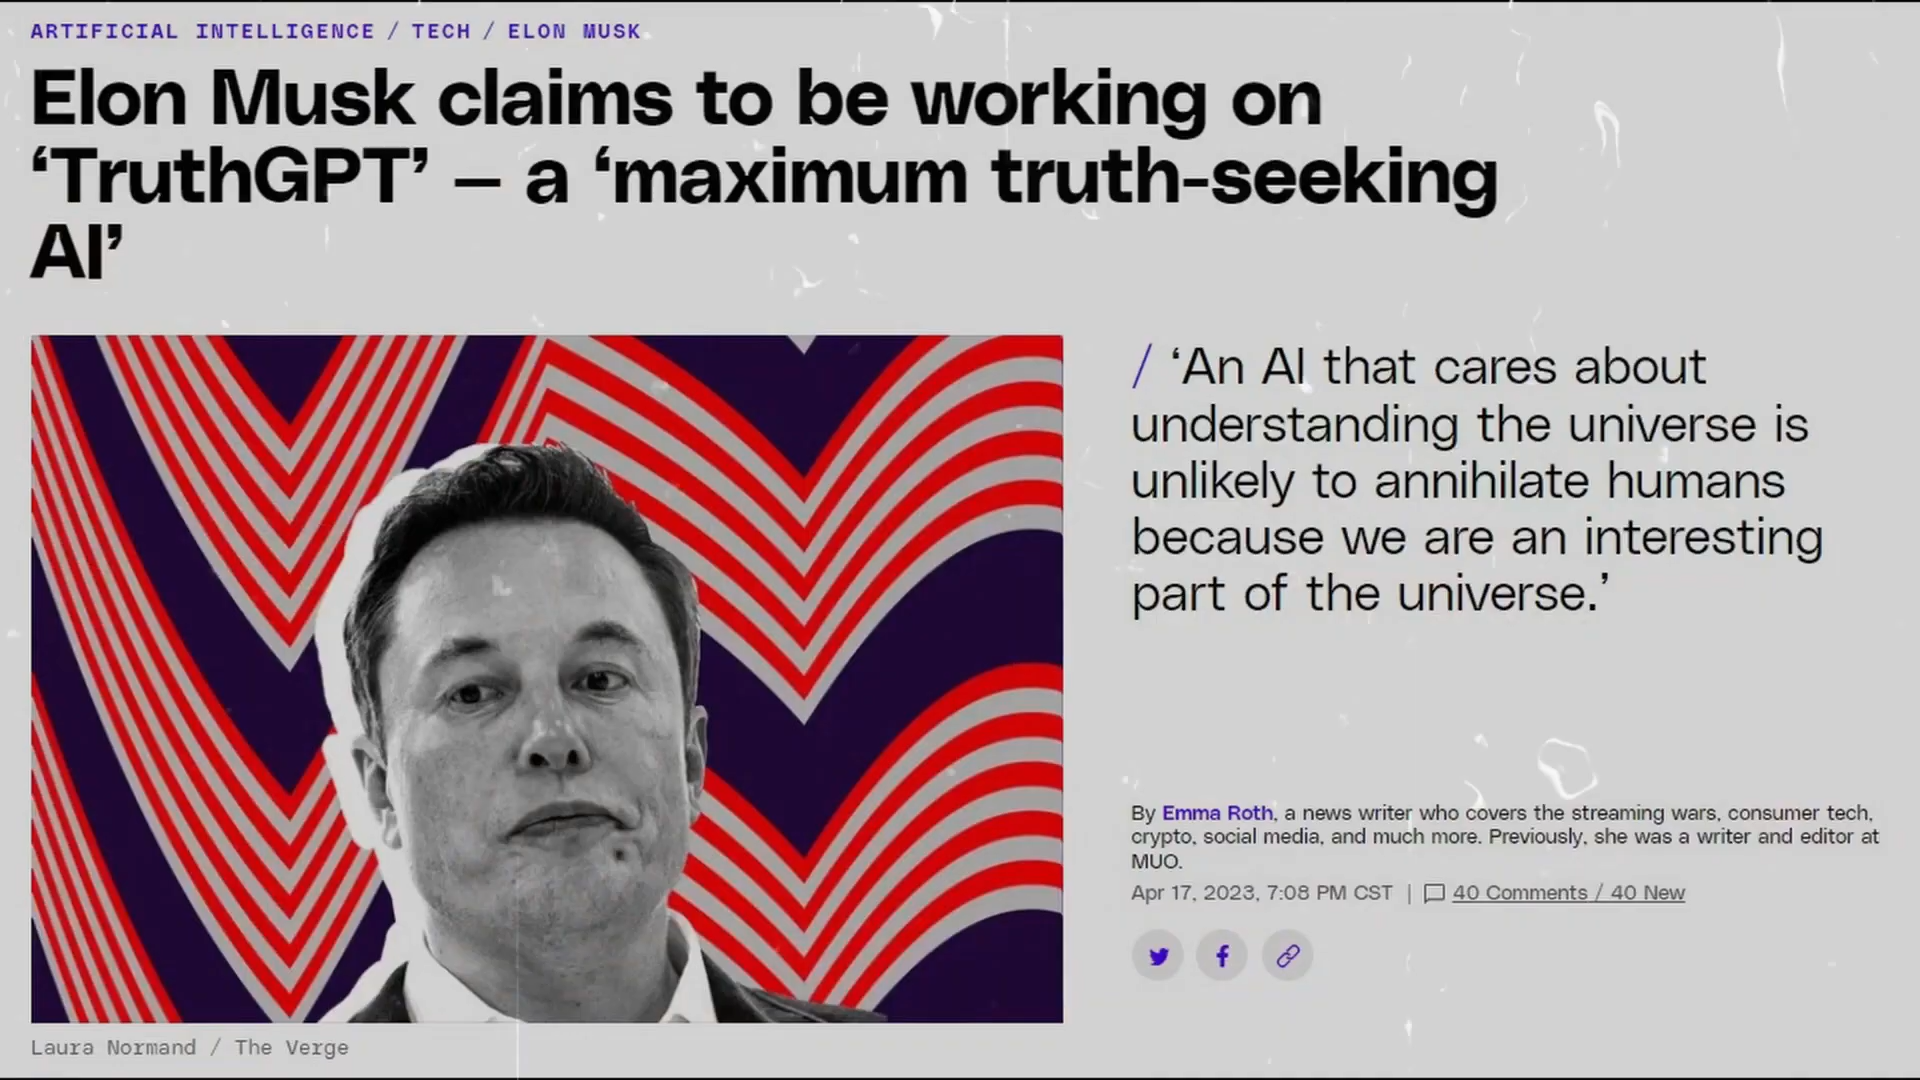 ARTIFICIAL INTELLIGENCE / TECH / ELON MUSK
Elon Musk claims to be working on
‘TruthGPT’ — a ‘maximum truth-seeking
AI’
/ ‘An AI that cares about
understanding the universe is
unlikely to annihilate humans
because we are an interesting
part of the universe.’
By Emma Roth, a news writer who covers the streaming wars, consumer tech,
crypto, social media, and much more. Previously, she was a writer and editor at
MUO.
Apr 17, 2023, 7:08 PM CST | 40 Comments / 40 New
Laura Normand / The Verge